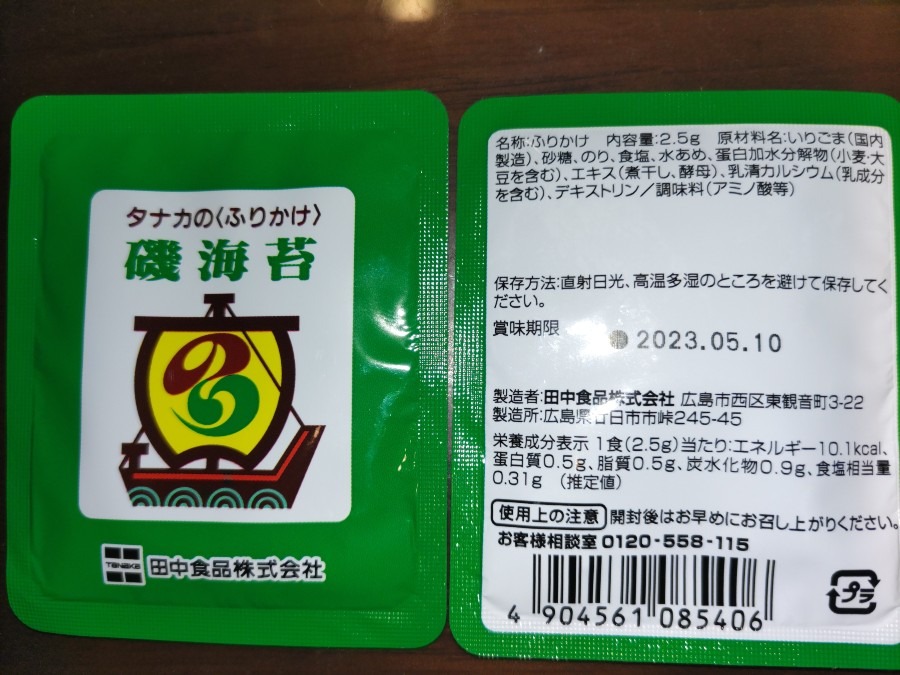 タナカの〈ふりかけ〉
磯海苔
のり
TANAKA
田中食品株式会社
名称:ふりかけ 内容量:2.5g 原材料名:いりごま(国内
製造)、砂糖、のり、食塩、水あめ、蛋白加水分解物(小麦・大
豆を含む)、エキス(煮干し、酵母)、乳清カルシウム(乳成分
を含む)、デキストリン/調味料(アミノ酸等)
保存方法:直射日光、高温多湿のところを避けて保存してく
ださい。
賞味期限
2023.05.10
製造者:田中食品株式会社 広島市西区東観音町3-22
製造所:広島県廿日市市峠245-45
栄養成分表示 1食(2.5g)当たり:エネルギー10.1kcal、
蛋白質0.5g、脂質0.5g、炭水化物0.9g、食塩相当量
0.31g (推定値)
使用上の注意 開封後はお早めにお召し上がりください。
お客様相談室 0120-558-115
プラ
4 904561 085406